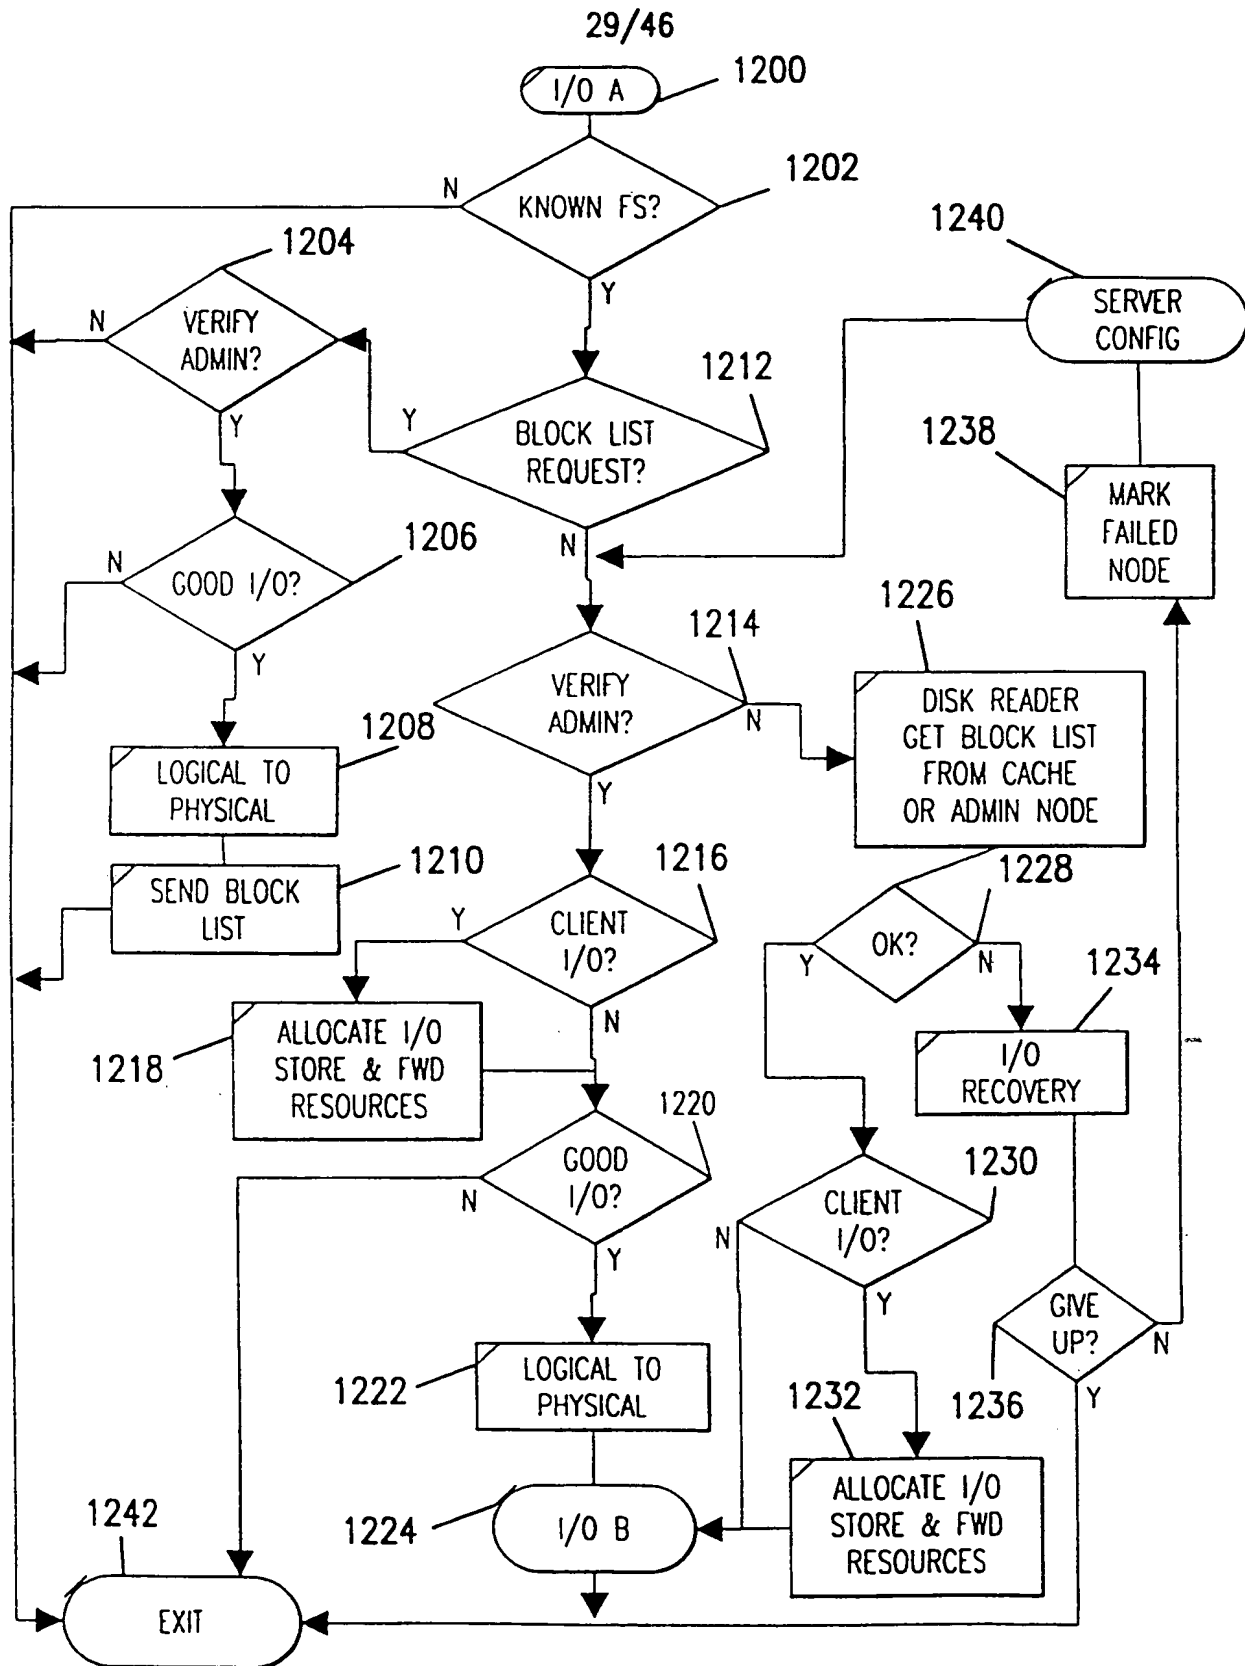 29/46
I/O A
1200
KNOWN FS?
1202
N
Y
1204
VERIFY
ADMIN?
N
Y
1240
SERVER
CONFIG
1212
BLOCK LIST
REQUEST?
Y
N
1238
MARK
FAILED
NODE
1206
GOOD I/O?
N
Y
1214
VERIFY
ADMIN?
N
Y
1226
DISK READER
GET BLOCK LIST
FROM CACHE
OR ADMIN NODE
1208
LOGICAL TO
PHYSICAL
1210
SEND BLOCK
LIST
1216
CLIENT
I/O?
Y
N
1228
OK?
Y
N
1234
I/O
RECOVERY
1218
ALLOCATE I/O
STORE & FWD
RESOURCES
1220
GOOD
I/O?
N
Y
1230
CLIENT
I/O?
N
Y
GIVE
UP?
N
Y
1236
1222
LOGICAL TO
PHYSICAL
1232
ALLOCATE I/O
STORE & FWD
RESOURCES
1224
I/O B
1242
EXIT